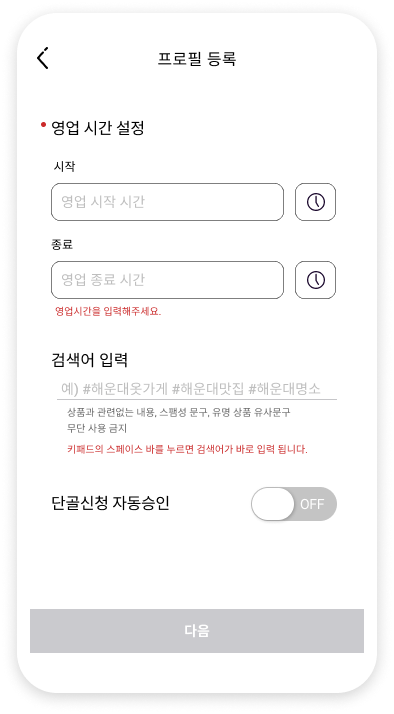 프로필 등록
영업 시간 설정
시작
영업 시작 시간
종료
영업 종료 시간
영업시간을 입력해주세요.
검색어 입력
예) #해운대옷가게 #해운대맛집 #해운대명소
상품과 관련없는 내용, 스팸성 문구, 유명 상품 유사문구
무단 사용 금지
키패드의 스페이스 바를 누르면 검색어가 바로 입력 됩니다.
단골신청 자동승인
OFF
다음